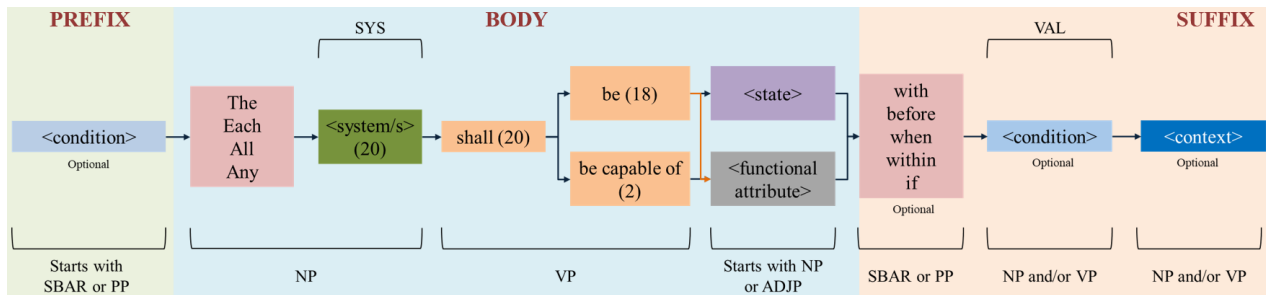 PREFIX
BODY
SUFFIX
SYS
VAL
<condition>
Optional
The
Each
All
Any
<system/s>
(20)
shall (20)
be (18)
be capable of
(2)
<state>
<functional
attribute>
with
before
when
within
if
Optional
<condition>
Optional
<context>
Optional
Starts with
SBAR or PP
NP
VP
Starts with NP
or ADJP
SBAR or PP
NP and/or VP
NP and/or VP